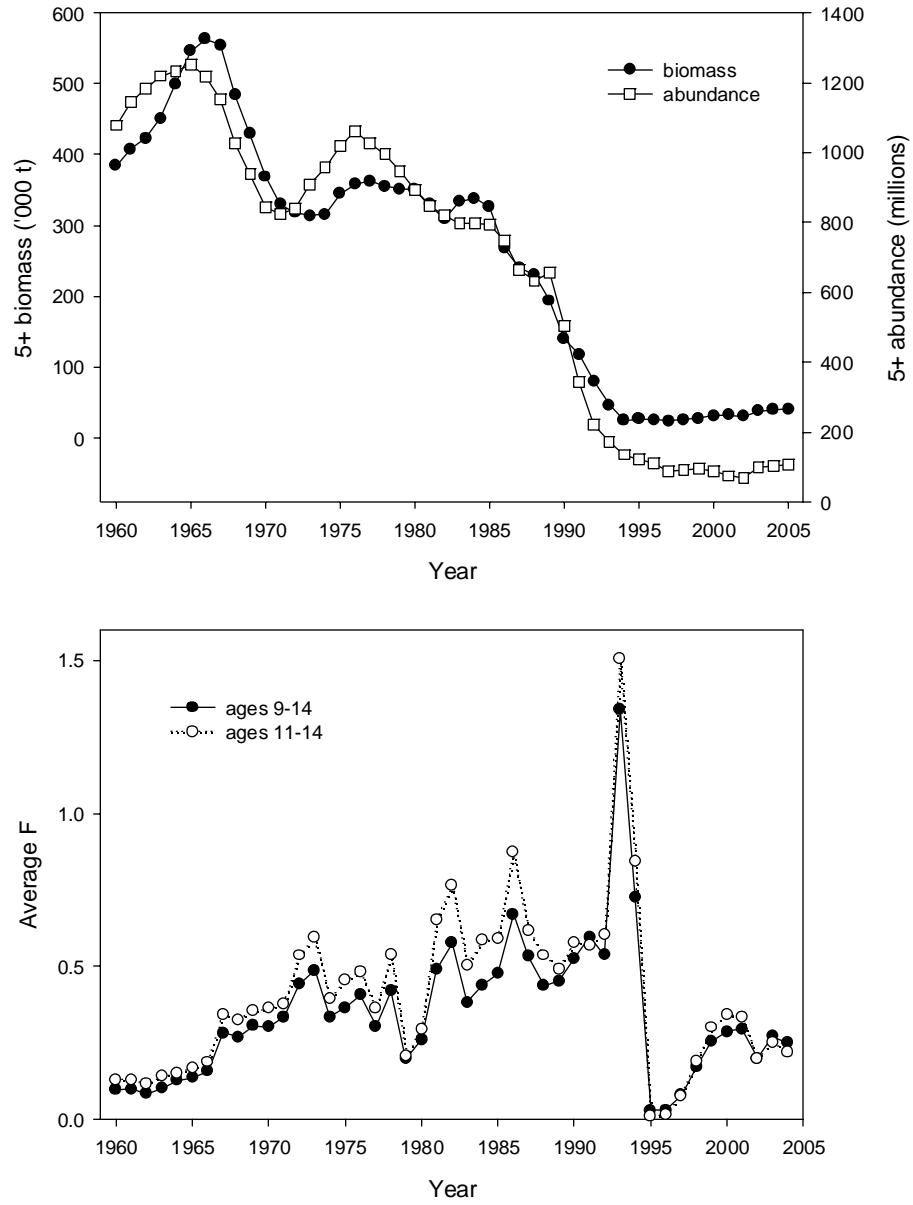 600
500
400
300
200
100
0
5+ biomass ('000 t)
1400
1200
1000
800
600
400
200
0
5+ abundance (millions)
biomass
abundance
1960 1965 1970 1975 1980 1985 1990 1995 2000 2005
Year
1.5
1.0
0.5
0.0
Average F
ages 9-14
ages 11-14
1960 1965 1970 1975 1980 1985 1990 1995 2000 2005
Year